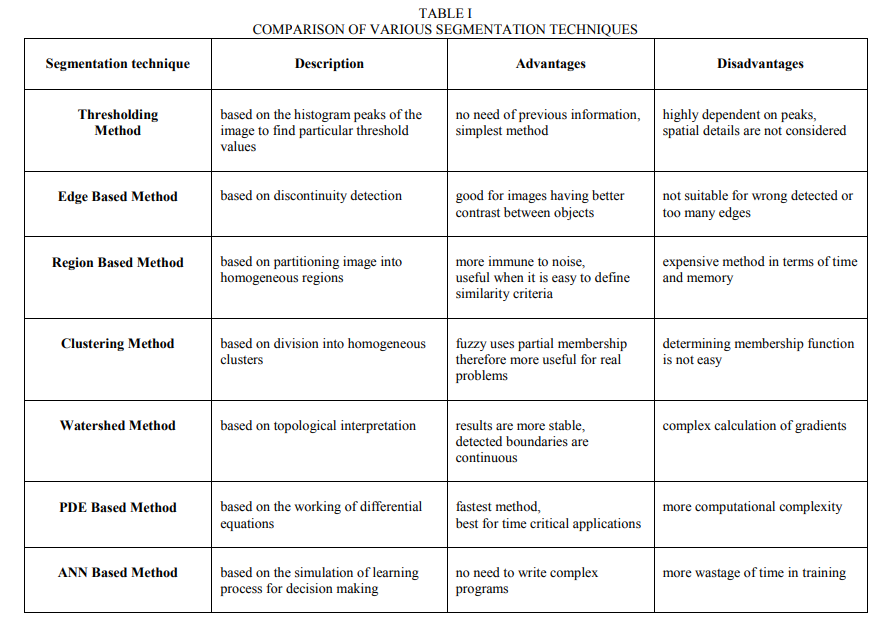 TABLE I
COMPARISON OF VARIOUS SEGMENTATION TECHNIQUES
Segmentation technique
Description
Advantages
Disadvantages
Thresholding
Method
based on the histogram peaks of the
image to find particular threshold
values
no need of previous information,
simplest method
highly dependent on peaks,
spatial details are not considered
Edge Based Method
based on discontinuity detection
good for images having better
contrast between objects
not suitable for wrong detected or
too many edges
Region Based Method
based on partitioning image into
homogeneous regions
more immune to noise,
useful when it is easy to define
similarity criteria
expensive method in terms of time
and memory
Clustering Method
based on division into homogeneous
clusters
fuzzy uses partial membership
therefore more useful for real
problems
determining membership function
is not easy
Watershed Method
based on topological interpretation
results are more stable,
detected boundaries are
continuous
complex calculation of gradients
PDE Based Method
based on the working of differential
equations
fastest method,
best for time critical applications
more computational complexity
ANN Based Method
based on the simulation of learning
process for decision making
no need to write complex
programs
more wastage of time in training